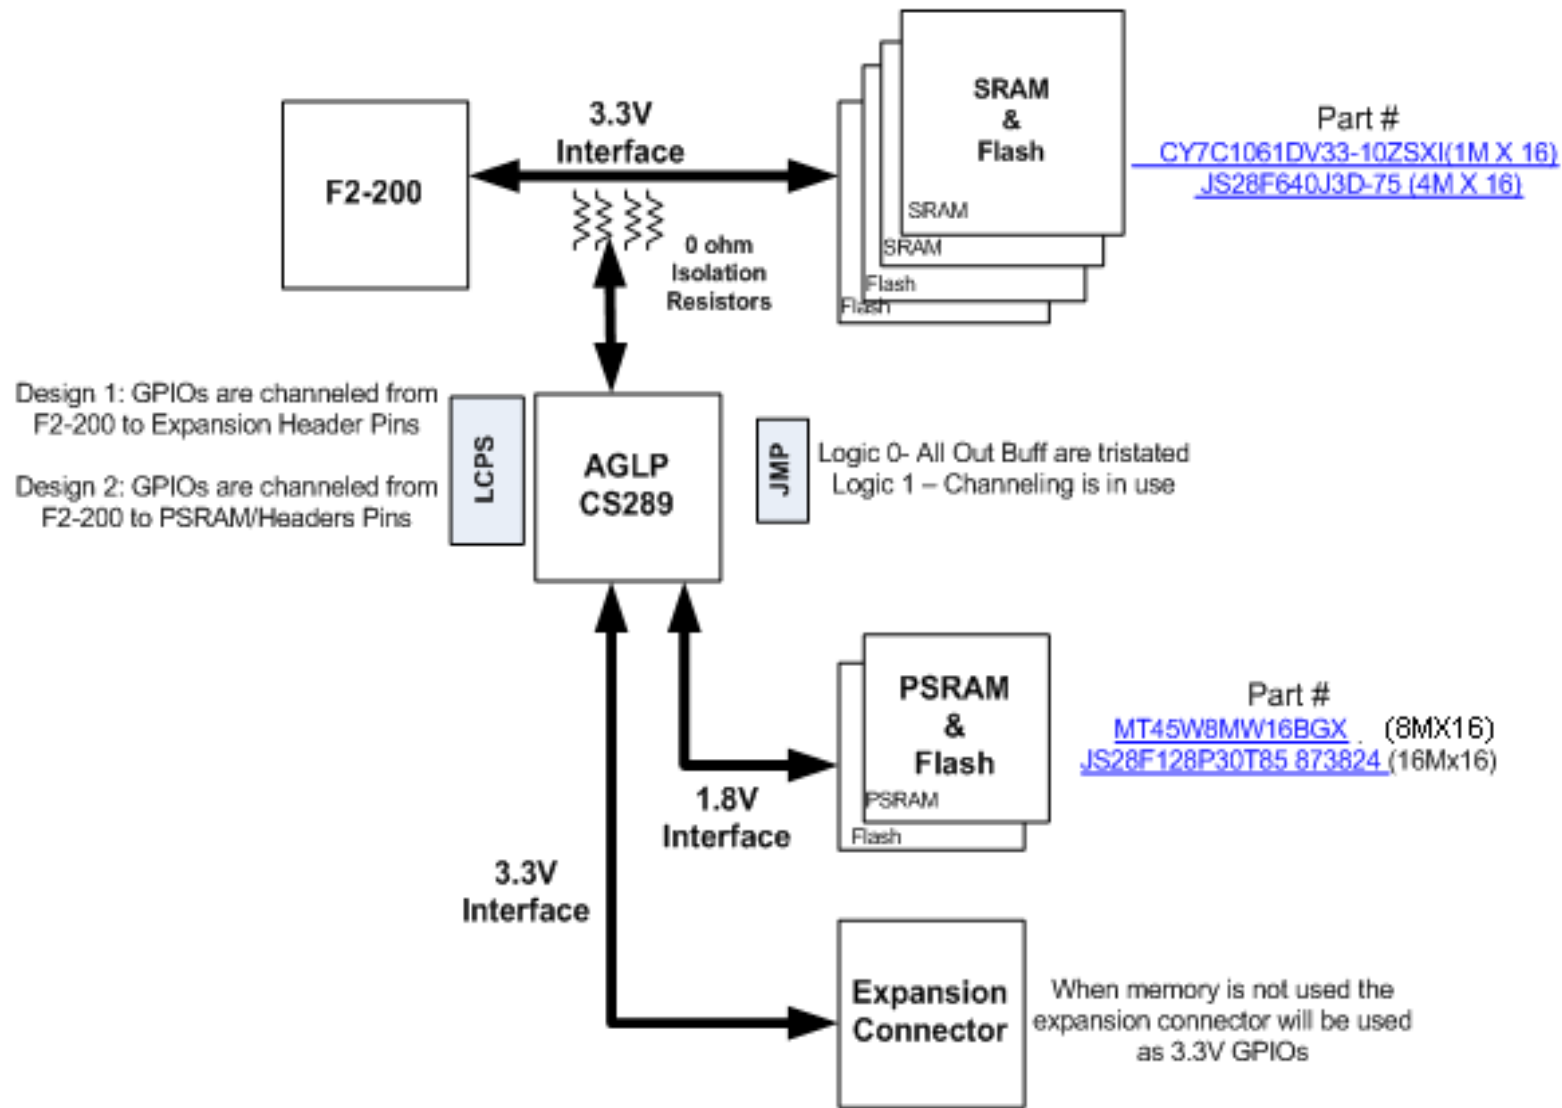 F2-200
3.3V
Interface
SRAM
&
Flash
SRAM
SRAM
Flash
Flash
Part #
CY7C1061DV33-10ZSXI(1M X 16)
JS28F640J3D-75 (4M X 16)
0 ohm
Isolation
Resistors
Design 1: GPIOs are channeled from
F2-200 to Expansion Header Pins
Design 2: GPIOs are channeled from
F2-200 to PSRAM/Headers Pins
LCPS
AGLP
CS289
JMP
Logic 0- All Out Buff are tristated
Logic 1 – Channeling is in use
PSRAM
&
Flash
PSRAM
Flash
Part #
MT45W8MW16BGX . (8MX16)
JS28F128P30T85 873824 (16Mx16)
1.8V
Interface
3.3V
Interface
Expansion
Connector
When memory is not used the
expansion connector will be used
as 3.3V GPIOs